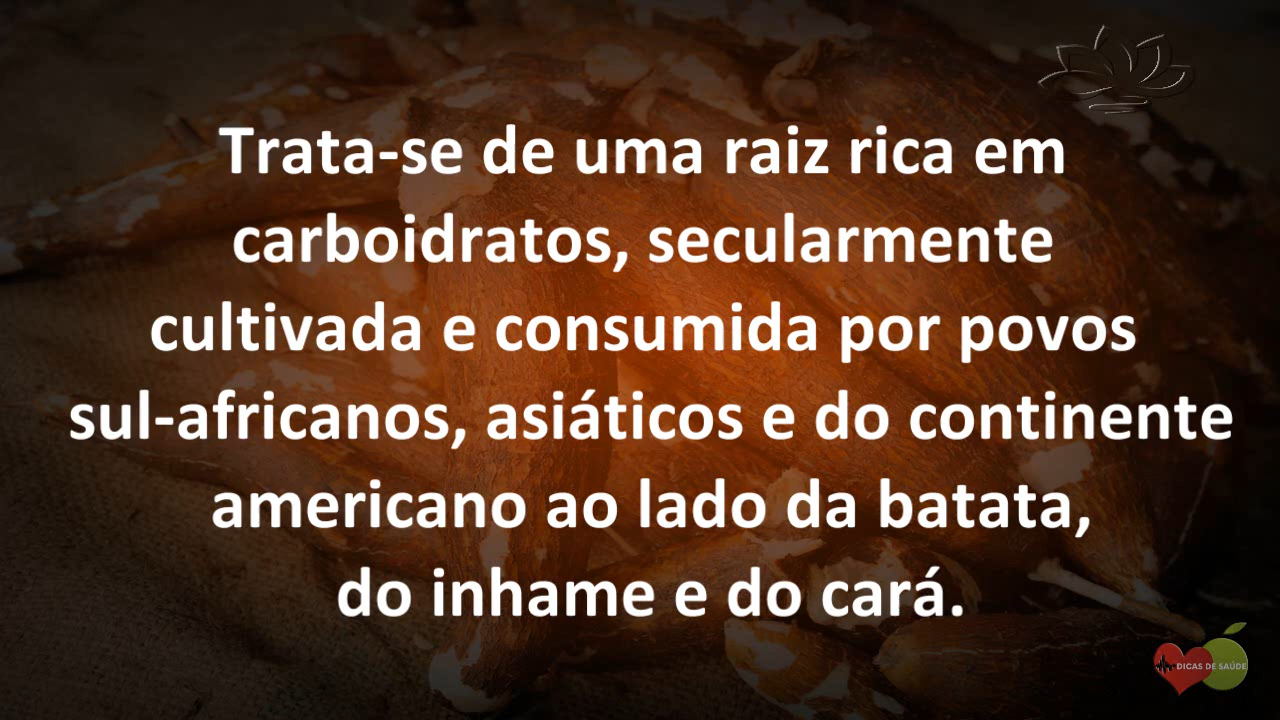 Trata-se de uma raiz rica em
carboidratos, secularmente
cultivada e consumida por povos
sul-africanos, asiáticos e do continente
americano ao lado da batata,
do inhame e do cará.
DICAS DE SAÚDE